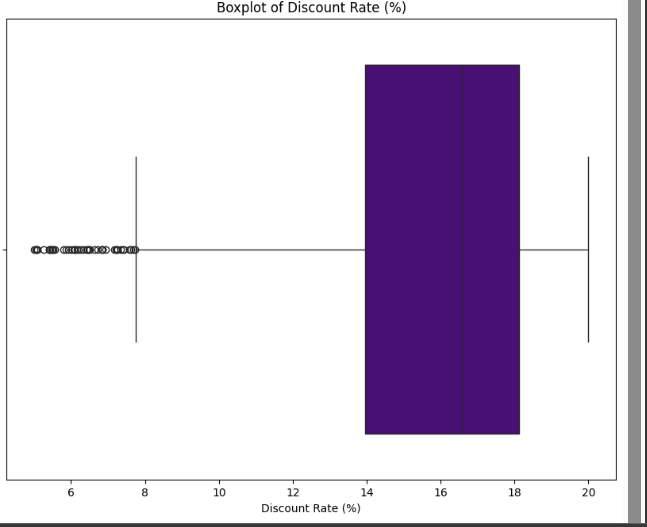 Boxplot of Discount Rate (%)
6 8 10 12 14 16 18 20
Discount Rate (%)